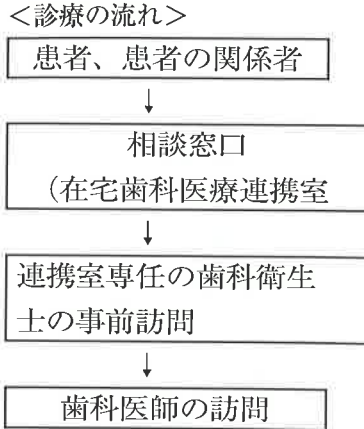 <診療の流れ>
患者、患者の関係者
↓
相談窓口
(在宅歯科医療連携室
↓
連携室専任の歯科衛生
士の事前訪問
↓
歯科医師の訪問